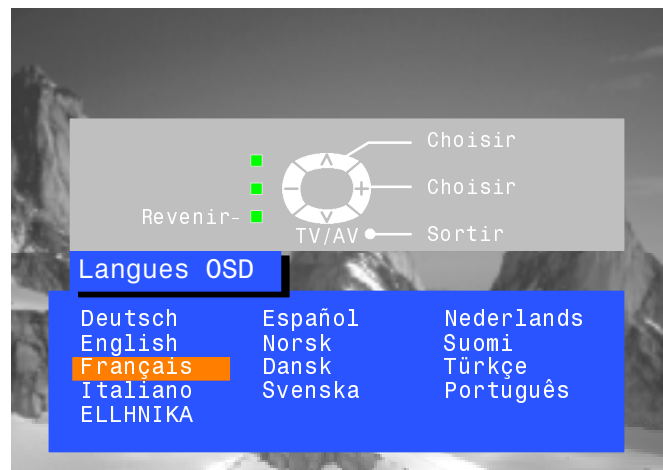 Choisir
Choisir
Revenir-
TV/AV Sortir
Langues OSD
Deutsch Español Nederlands
English Norsk Suomi
Français Dansk Türkçe
Italiano Svenska Português
ELLHNIKA